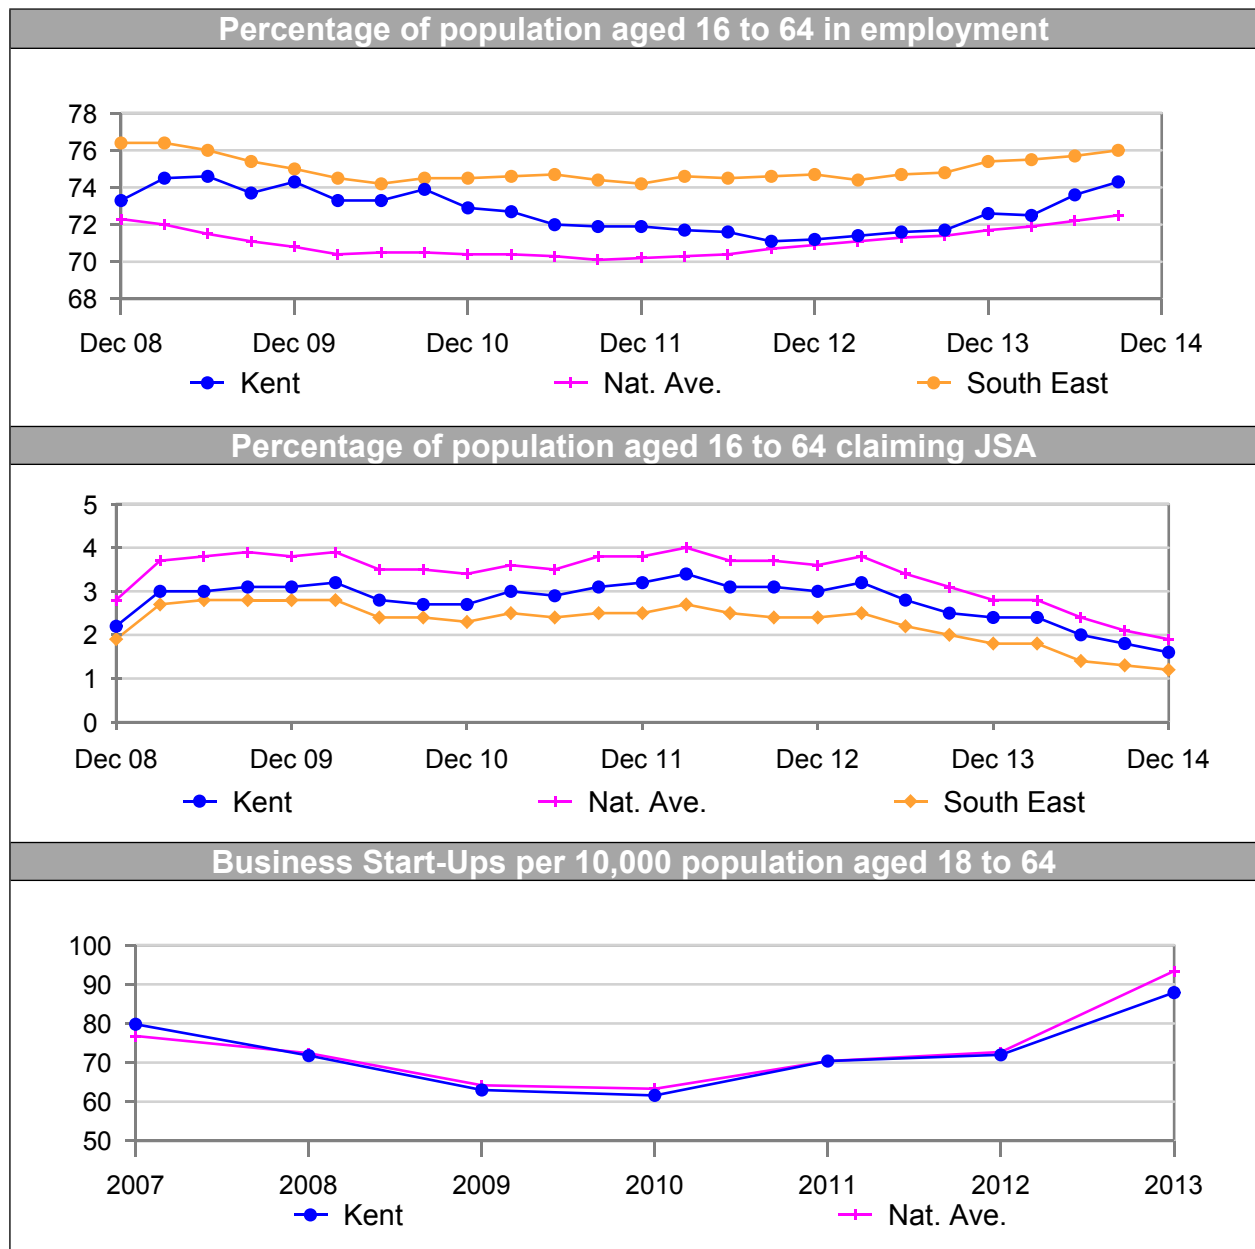 Percentage of population aged 16 to 64 in employment
78
76
74
72
70
68
Dec 08 Dec 09 Dec 10 Dec 11 Dec 12 Dec 13 Dec 14
Kent Nat. Ave. South East
Percentage of population aged 16 to 64 claiming JSA
5
4
3
2
1
0
Dec 08 Dec 09 Dec 10 Dec 11 Dec 12 Dec 13 Dec 14
Kent Nat. Ave. South East
Business Start-Ups per 10,000 population aged 18 to 64
100
90
80
70
60
50
2007 2008 2009 2010 2011 2012 2013
Kent Nat. Ave.